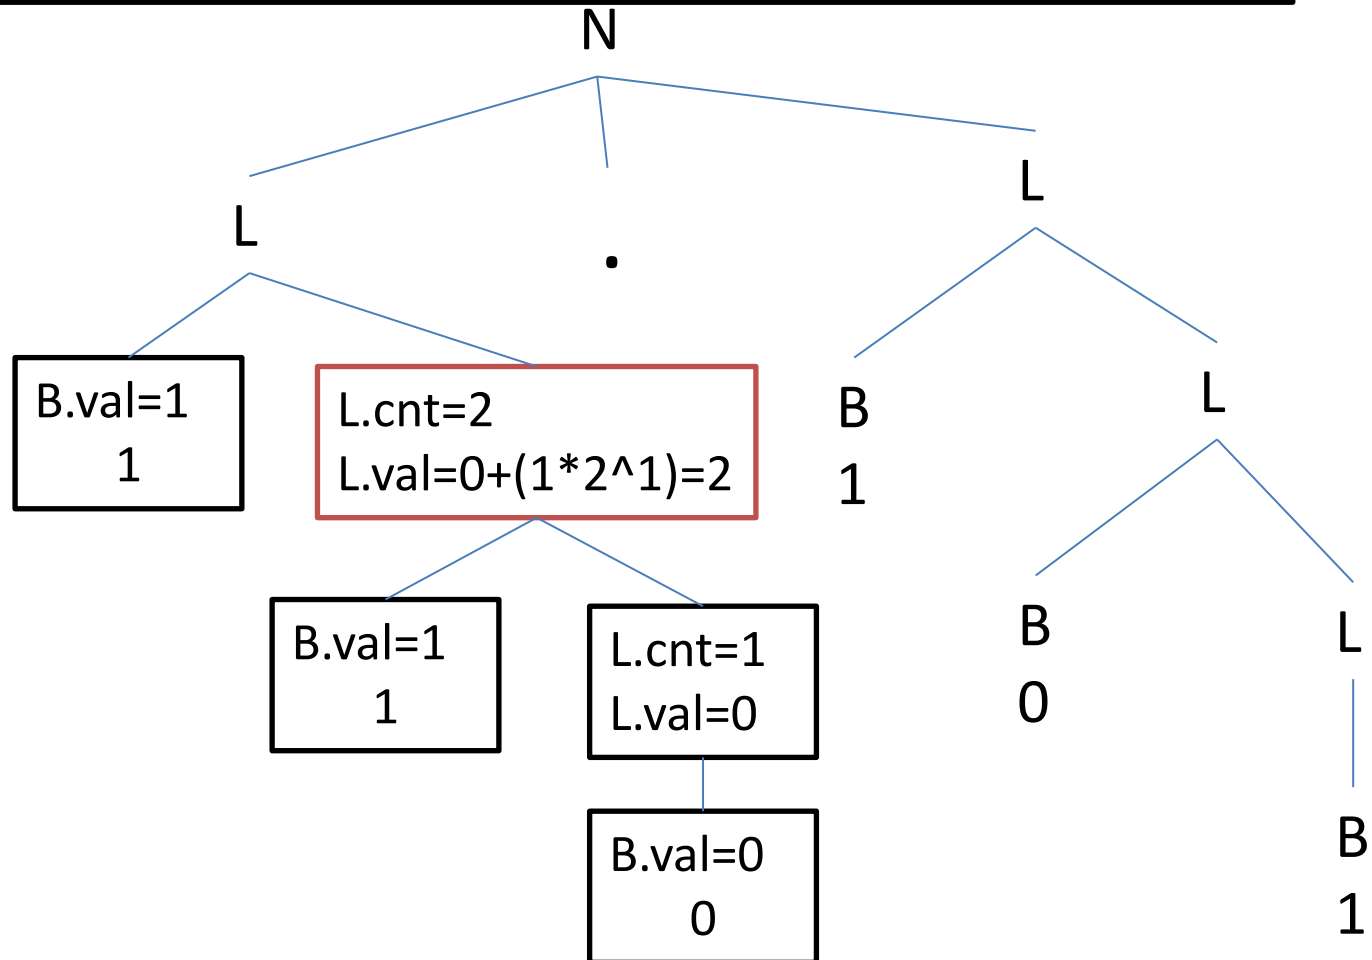 N
L
.
L
B.val=1
1
L.cnt=2
L.val=0+(1*2^1)=2
B
1
L
B.val=1
1
L.cnt=1
L.val=0
B
0
L
B.val=0
0
B
1